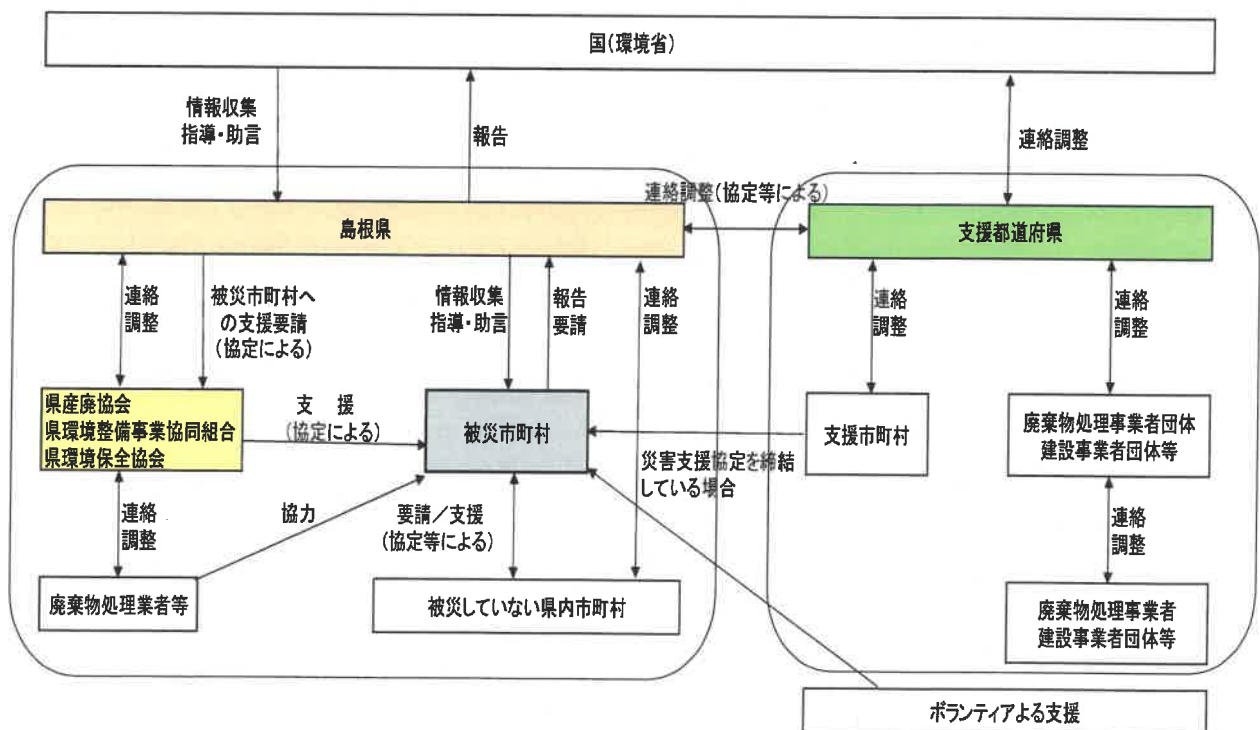 国(環境省)
情報収集
指導・助言
報告
連絡調整
連絡調整(協定等による)
島根県
支援都道府県
連絡
調整
被災市町村へ
の支援要請
(協定による)
情報収集
指導・助言
報告
要請
連絡
調整
連絡
調整
連絡
調整
県産廃協会
県環境整備事業協同組合
県環境保全協会
支 援
(協定による)
被災市町村
支援市町村
廃棄物処理事業者団体
建設事業者団体等
災害支援協定を締結
している場合
連絡
調整
協力
要請／支援
(協定等による)
連絡
調整
廃棄物処理業者等
被災していない県内市町村
廃棄物処理事業者
建設事業者団体等
ボランティアよる支援